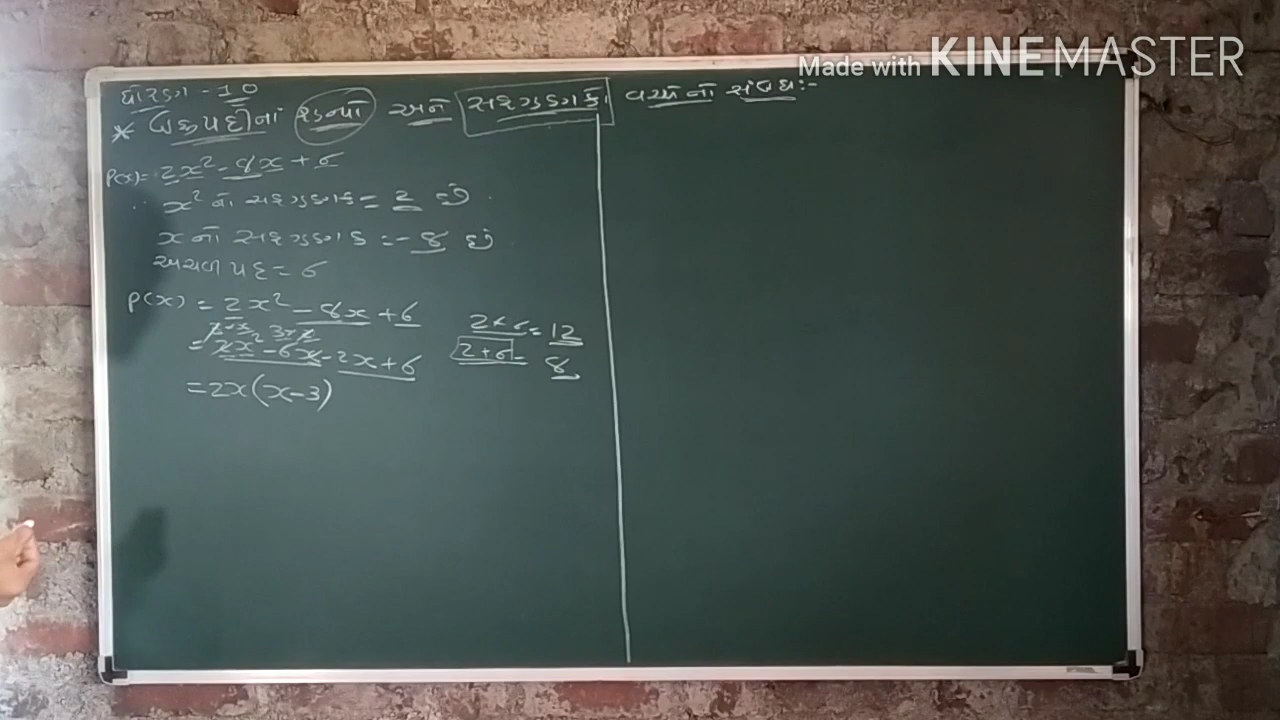 Made with KINEMASTER
ધોરણ - 10
* બહુપદીનાં શૂન્યો અને સહગુણકો વચ્ચેનો સંબંધ:-
P(x)= 2x² - 8x + 6
∴ x² નો સહગુણક = 2 છે.
x નો સહગુણક = -8 છે
અચળ પદ = 6
P(x) = 2x² - 8x + 6
2×6 = 12
2+6 = 8
= 2x² - 6x - 2x + 6
= 2x(x-3)